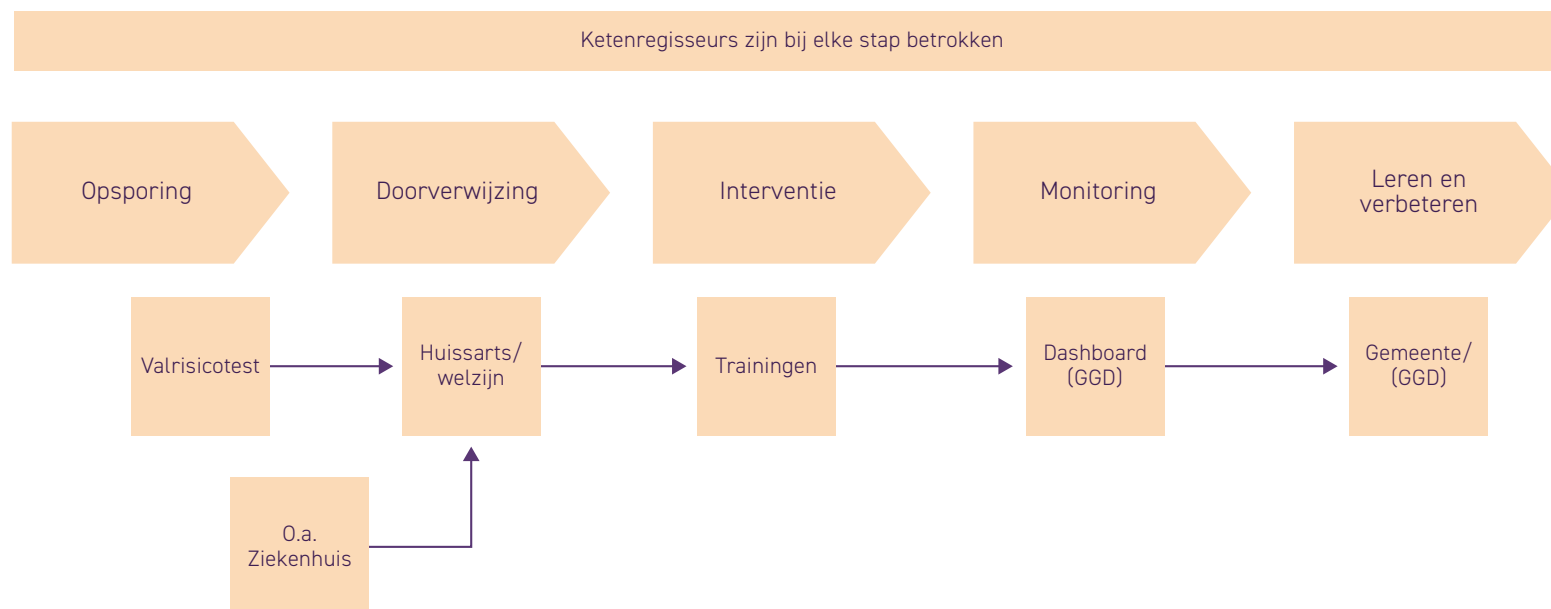 Ketenregisseurs zijn bij elke stap betrokken
Opsporing
Doorverwijzing
Interventie
Monitoring
Leren en
verbeteren
Valrisicotest
Huissarts/
welzijn
Trainingen
Dashboard
(GGD)
Gemeente/
(GGD)
O.a.
Ziekenhuis